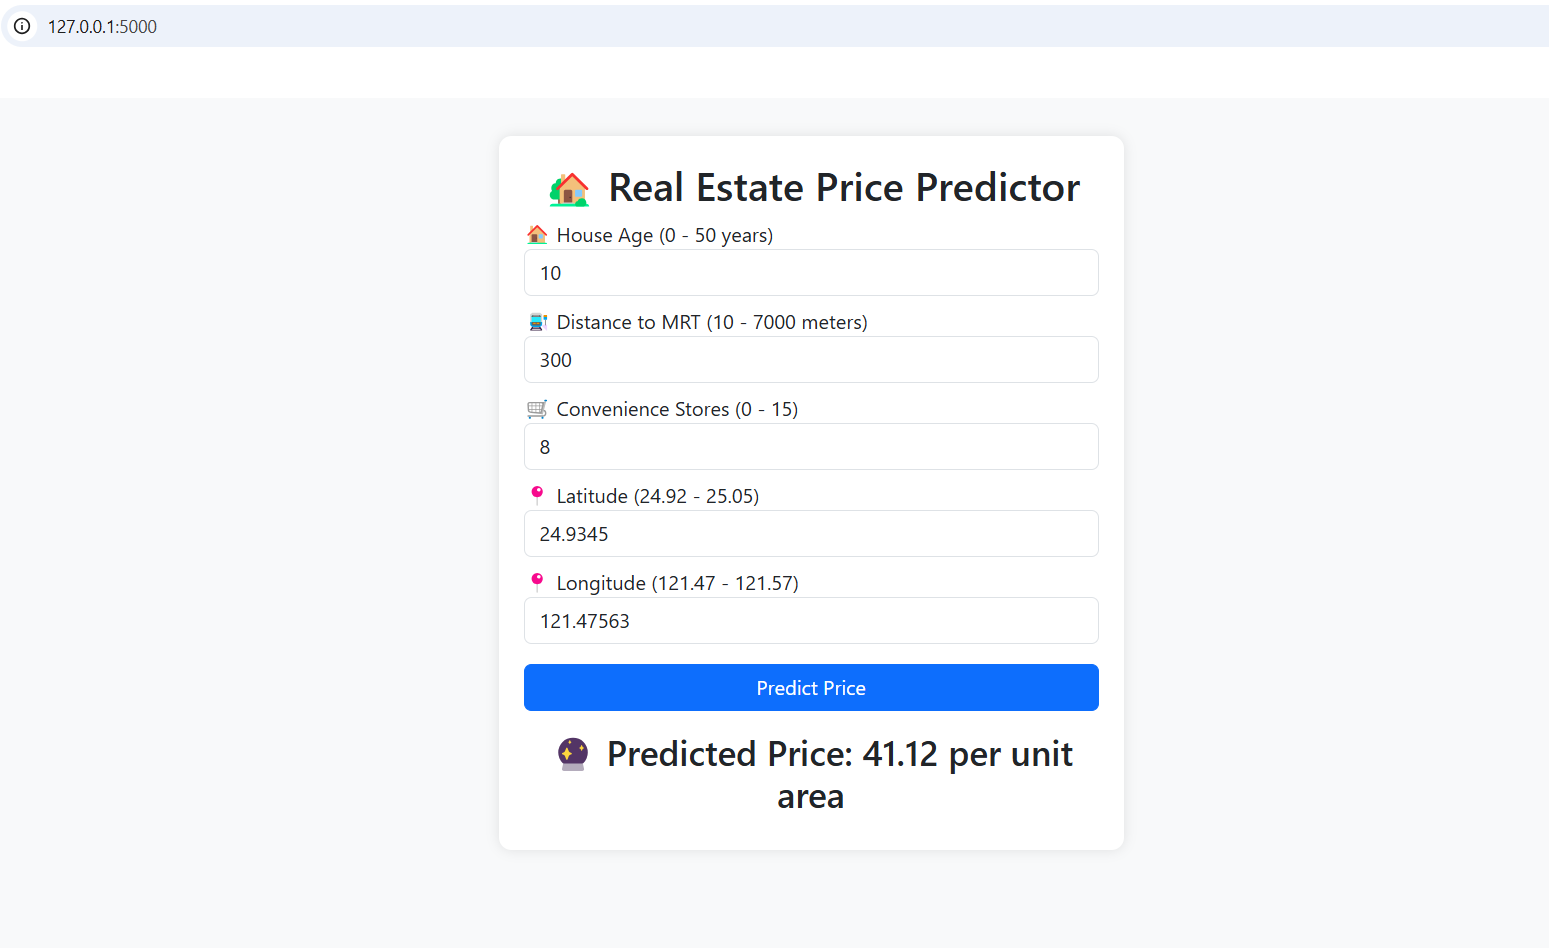 127.0.0.1:5000
Real Estate Price Predictor
House Age (0 - 50 years)
10
Distance to MRT (10 - 7000 meters)
300
Convenience Stores (0 - 15)
8
Latitude (24.92 - 25.05)
24.9345
Longitude (121.47 - 121.57)
121.47563
Predict Price
Predicted Price: 41.12 per unit
area